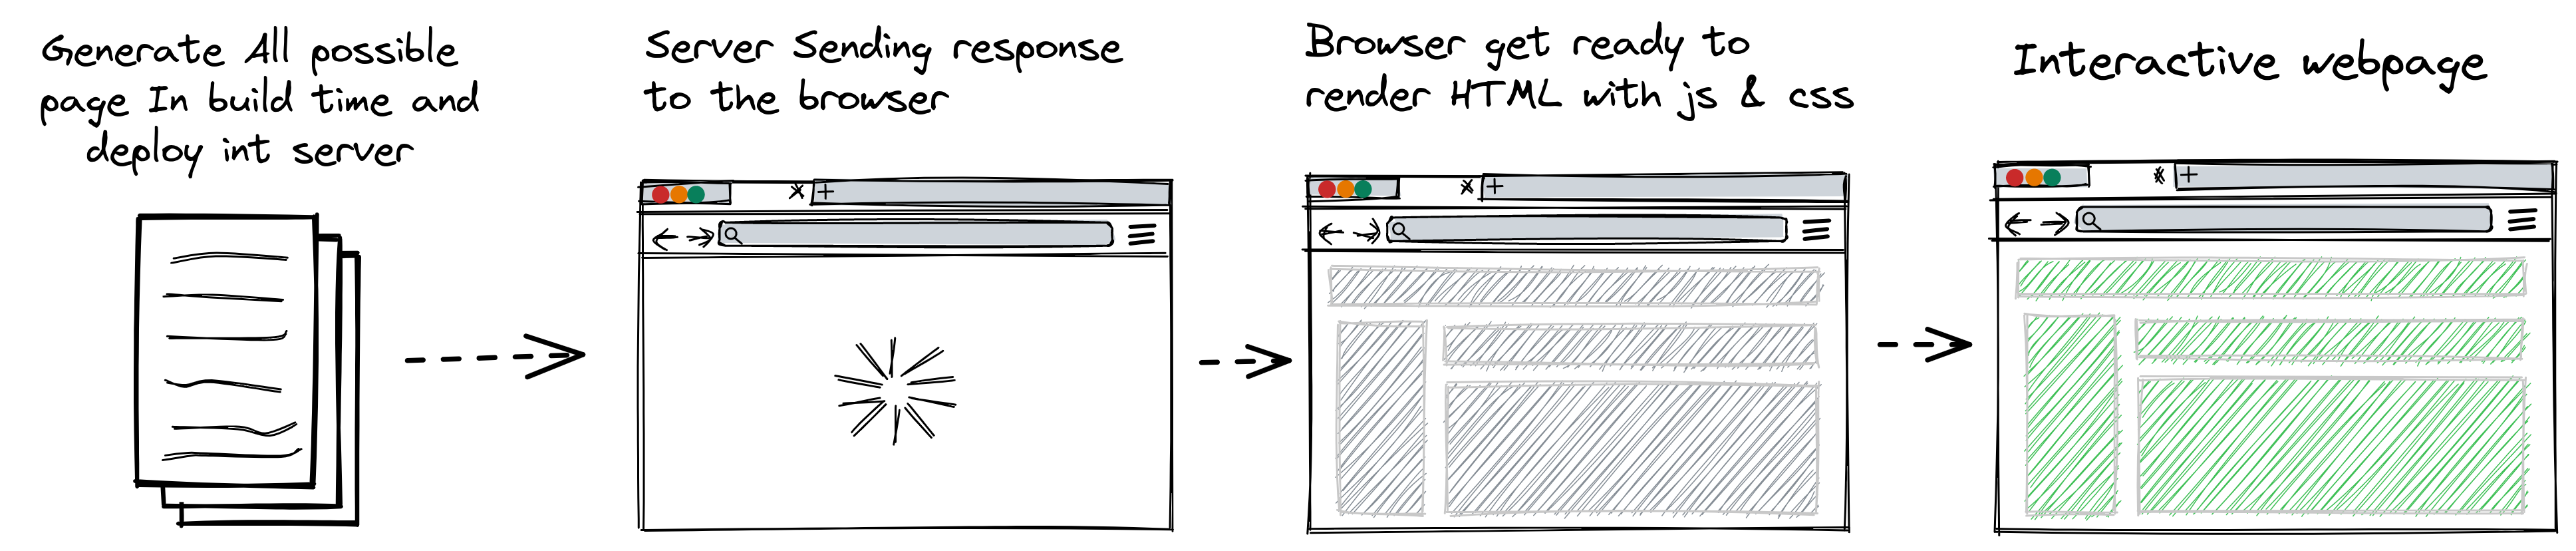 Generate All possible
page In build time and
deploy int server
Server Sending response
to the browser
Browser get ready to
render HTML with js & css
Interactive webpage